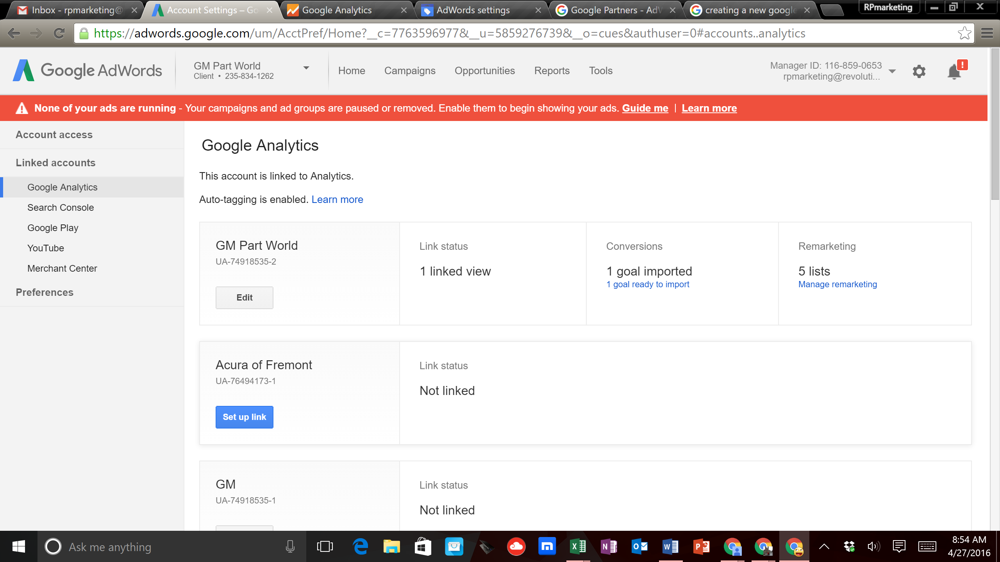 Inbox - rpmarketing@
Account Settings – Go
Google Analytics
AdWords settings
Google Partners - AdW
creating a new google
RPmarketing
https://adwords.google.com/um/AcctPref/Home?__c=7763596977&__u=5859276739&__o=cues&authuser=0#accounts..analytics
Google AdWords
GM Part World
Client • 235-834-1262
Home
Campaigns
Opportunities
Reports
Tools
Manager ID: 116-859-0653
rpmarketing@revoluti...
None of your ads are running - Your campaigns and ad groups are paused or removed. Enable them to begin showing your ads. Guide me | Learn more
Account access
Linked accounts
Google Analytics
Search Console
Google Play
YouTube
Merchant Center
Preferences
Google Analytics
This account is linked to Analytics.
Auto-tagging is enabled. Learn more
GM Part World
UA-74918535-2
Edit
Link status
1 linked view
Conversions
1 goal imported
1 goal ready to import
Remarketing
5 lists
Manage remarketing
Acura of Fremont
UA-76494173-1
Set up link
Link status
Not linked
GM
UA-74918535-1
Link status
Not linked
Ask me anything
8:54 AM
4/27/2016